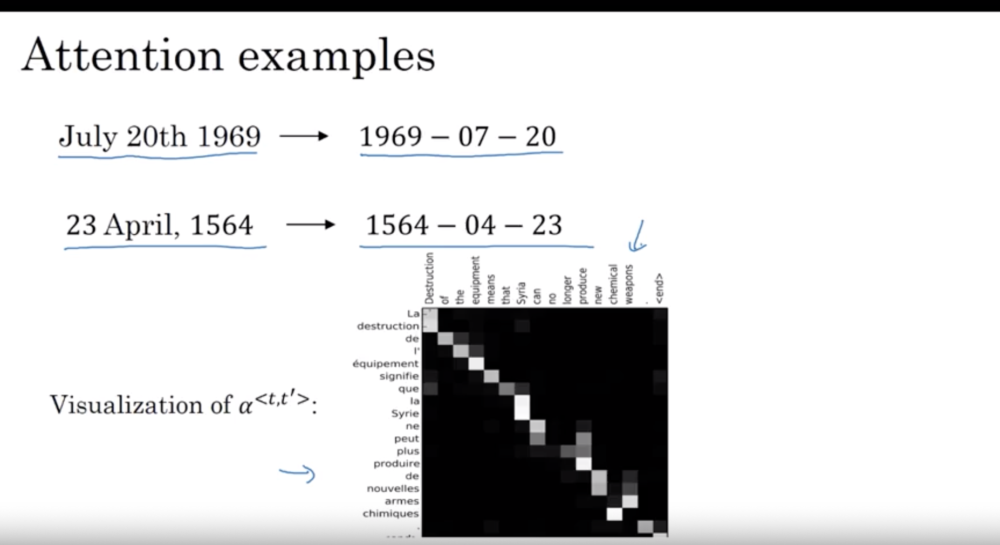 Attention examples
July 20th 1969 ⟶ 1969 – 07 – 20
23 April, 1564 ⟶ 1564 – 04 – 23
Destruction
of
the
equipment
means
that
Syria
can
no
longer
produce
new
chemical
weapons
.
<end>
La
destruction
de
l'
équipement
signifie
que
la
Syrie
ne
peut
plus
produire
de
nouvelles
armes
chimiques
.
Visualization of α<t,t′>: